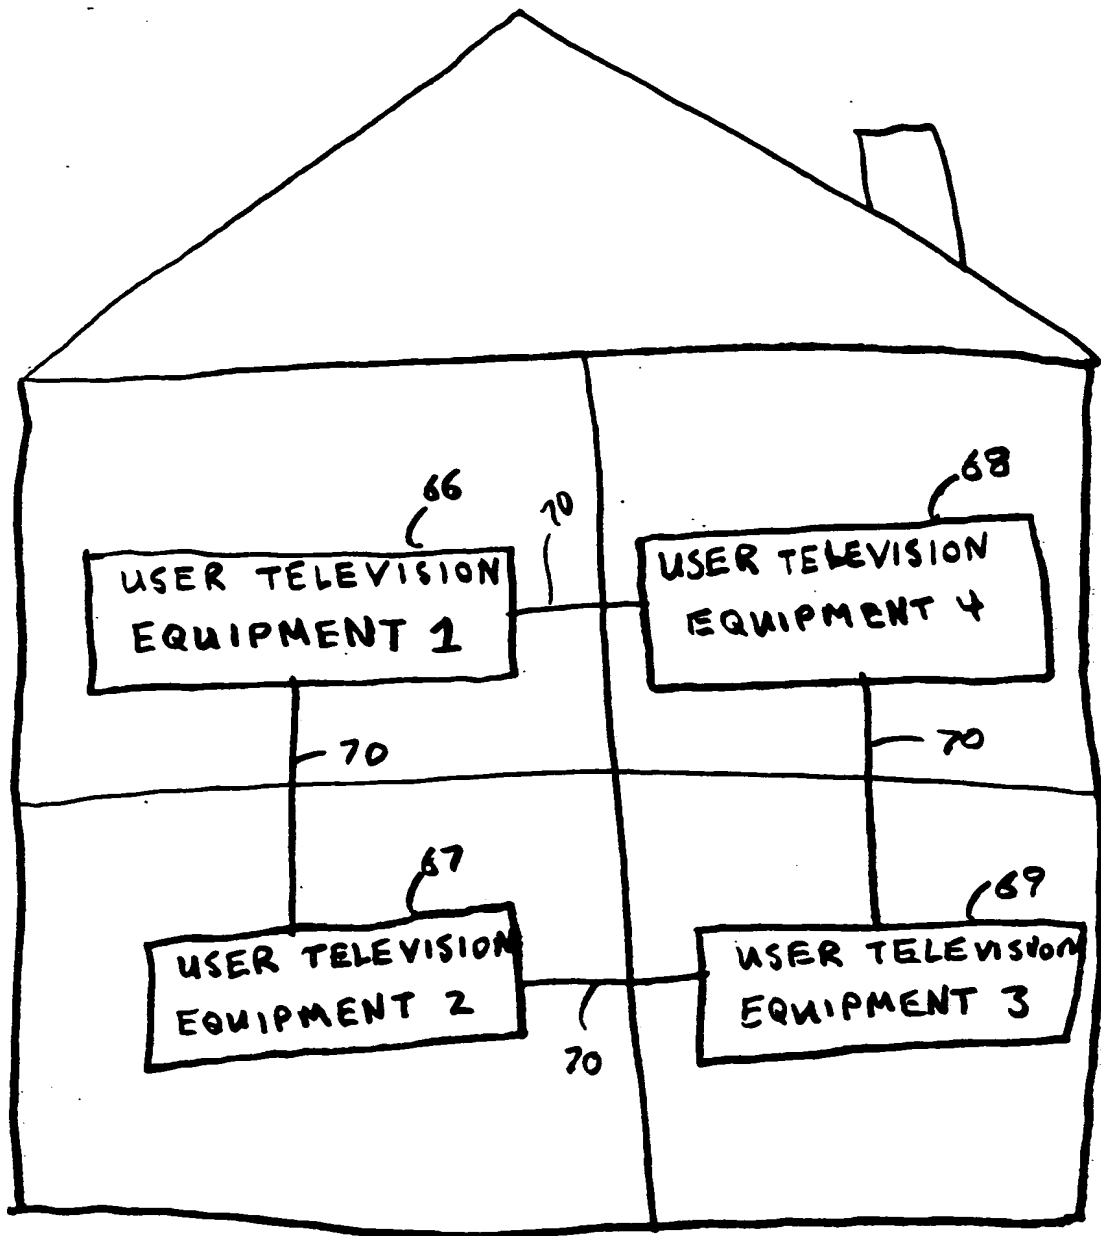 66
70
68
USER TELEVISION
EQUIPMENT 1
USER TELEVISION
EQUIPMENT 4
70
70
67
69
USER TELEVISION
EQUIPMENT 2
USER TELEVISION
EQUIPMENT 3
70